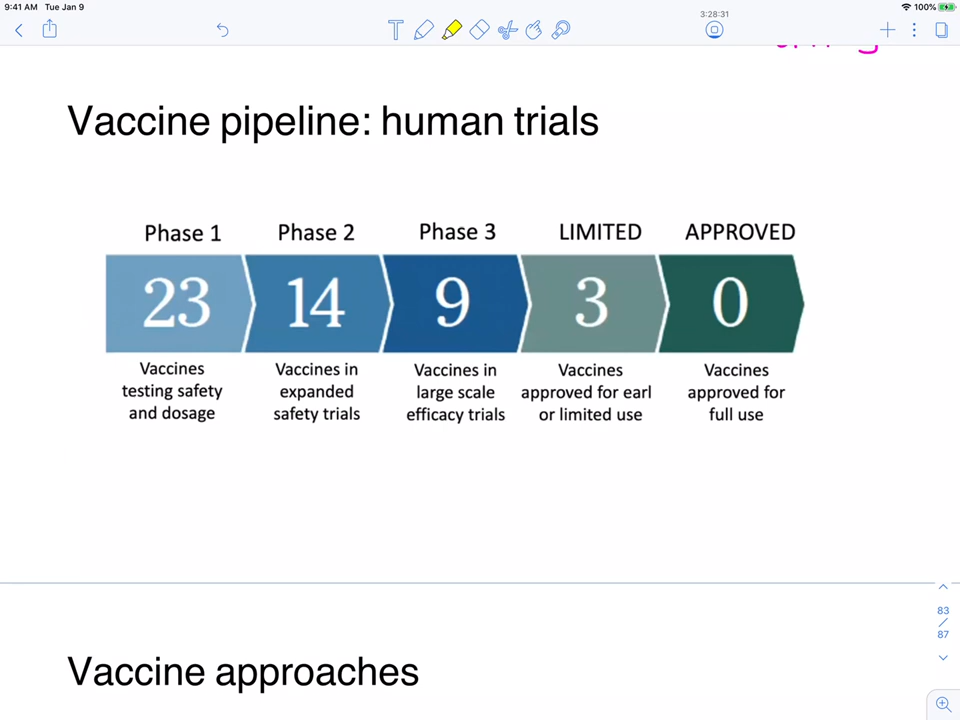 9:41 AM Tue Jan 9
100%
3:28:31
Vaccine pipeline: human trials
Phase 1 Phase 2 Phase 3 LIMITED APPROVED
23 14 9 3 0
Vaccines Vaccines in Vaccines in Vaccines Vaccines
testing safety expanded large scale approved for earl approved for
and dosage safety trials efficacy trials or limited use full use
83
/
87
Vaccine approaches